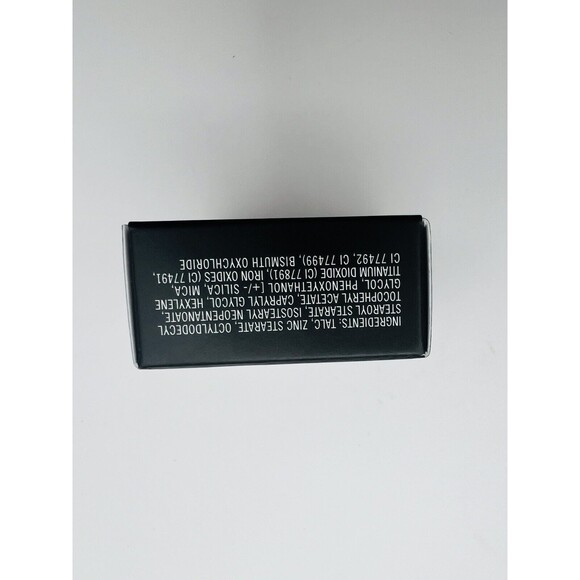 INGREDIENTS: TALC, ZINC STEARATE, OCTYLDODECYL
STEAROYL STEARATE, ISOSTEARYL NEOPENTANOATE,
TOCOPHERYL ACETATE, CAPRYLYL GLYCOL, HEXYLENE
GLYCOL, PHENOXYETHANOL [+/- SILICA, MICA,
TITANIUM DIOXIDE (CI 77891), IRON OXIDES (CI 77491,
CI 77492, CI 77499), BISMUTH OXYCHLORIDE